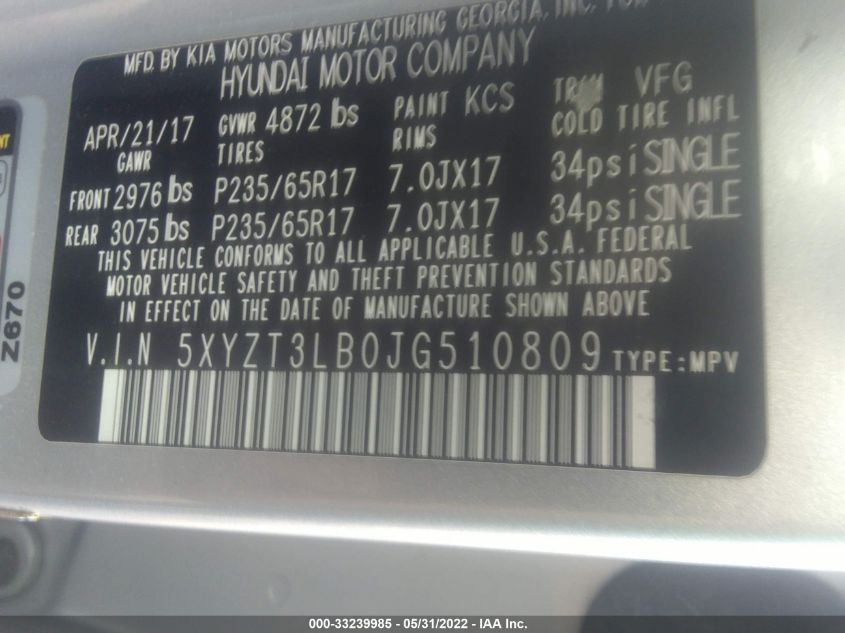 MFD. BY KIA MOTORS MANUFACTURING GEORGIA, INC. FOR
HYUNDAI MOTOR COMPANY
APR/21/17 GVWR 4872 lbs PAINT KCS TRIM VFG
GAWR TIRES RIMS COLD TIRE INFL
FRONT 2976 lbs P235/65R17 7.0JX17 34psi SINGLE
REAR 3075 lbs P235/65R17 7.0JX17 34psi SINGLE
THIS VEHICLE CONFORMS TO ALL APPLICABLE U.S.A. FEDERAL
MOTOR VEHICLE SAFETY AND THEFT PREVENTION STANDARDS
IN EFFECT ON THE DATE OF MANUFACTURE SHOWN ABOVE
V.I.N 5XYZT3LB0JG510809 TYPE:MPV
Z670
000-33239985 - 05/31/2022 - IAA Inc.